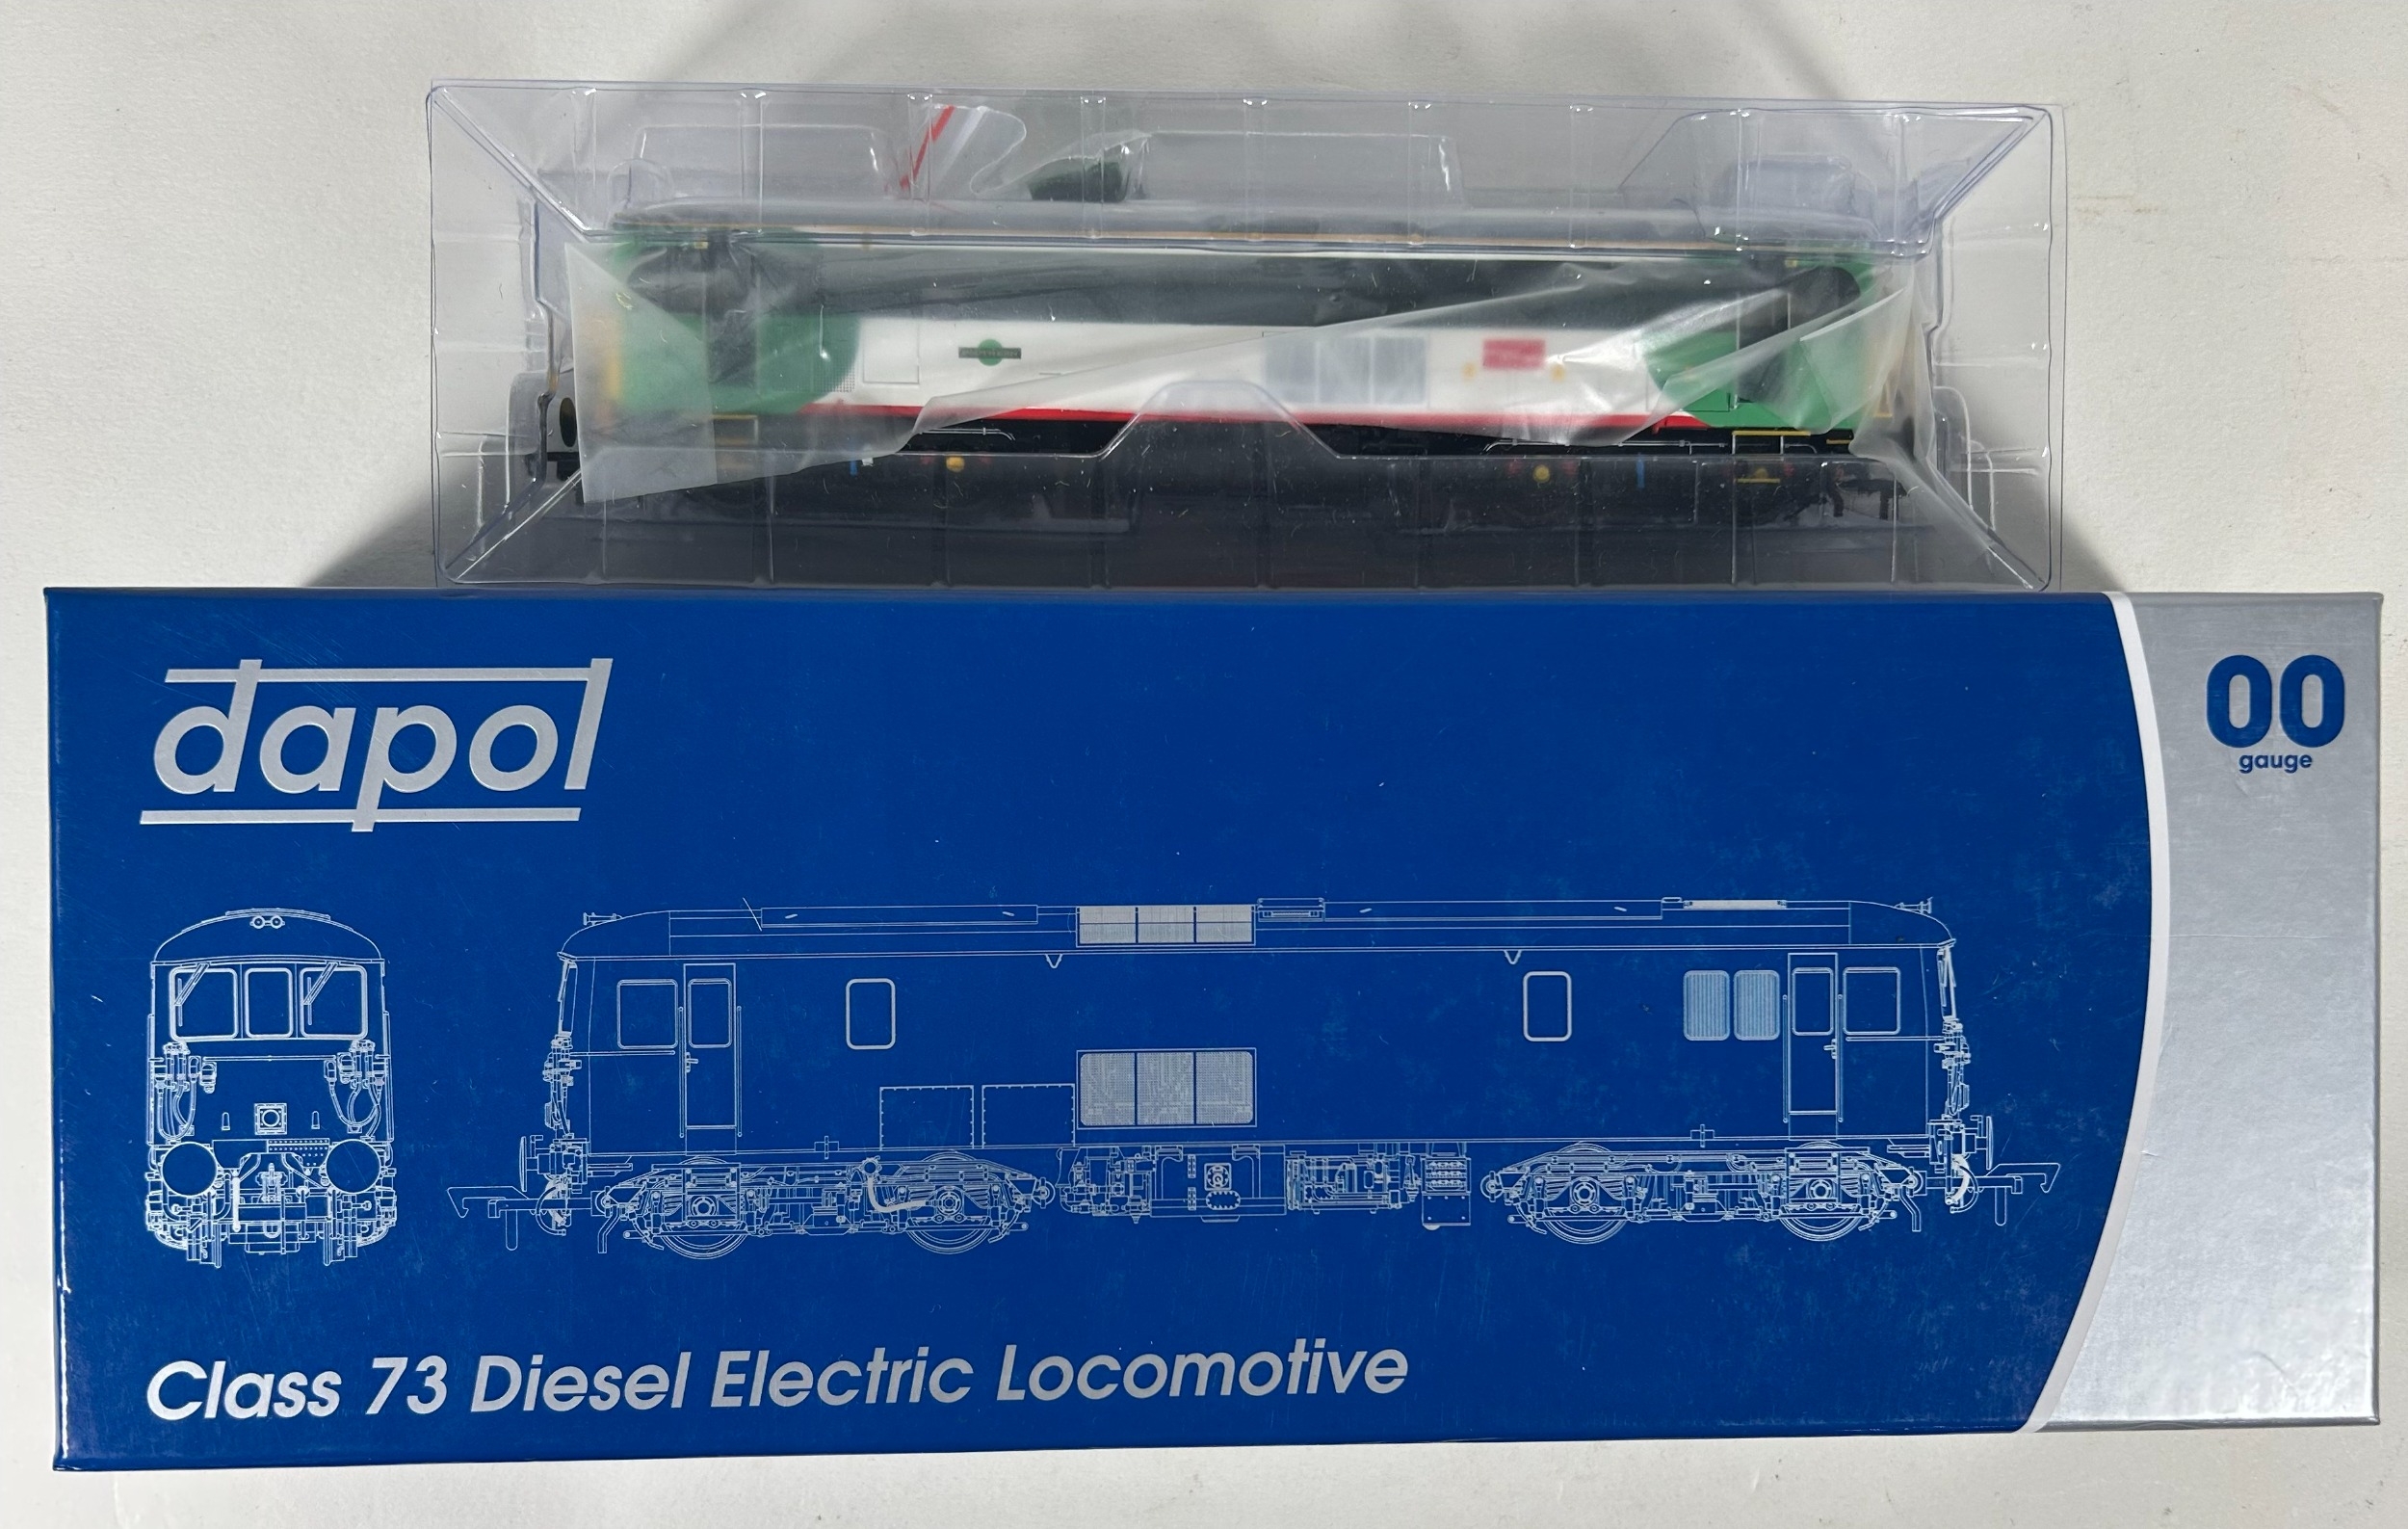 dapol
00
gauge
Class 73 Diesel Electric Locomotive